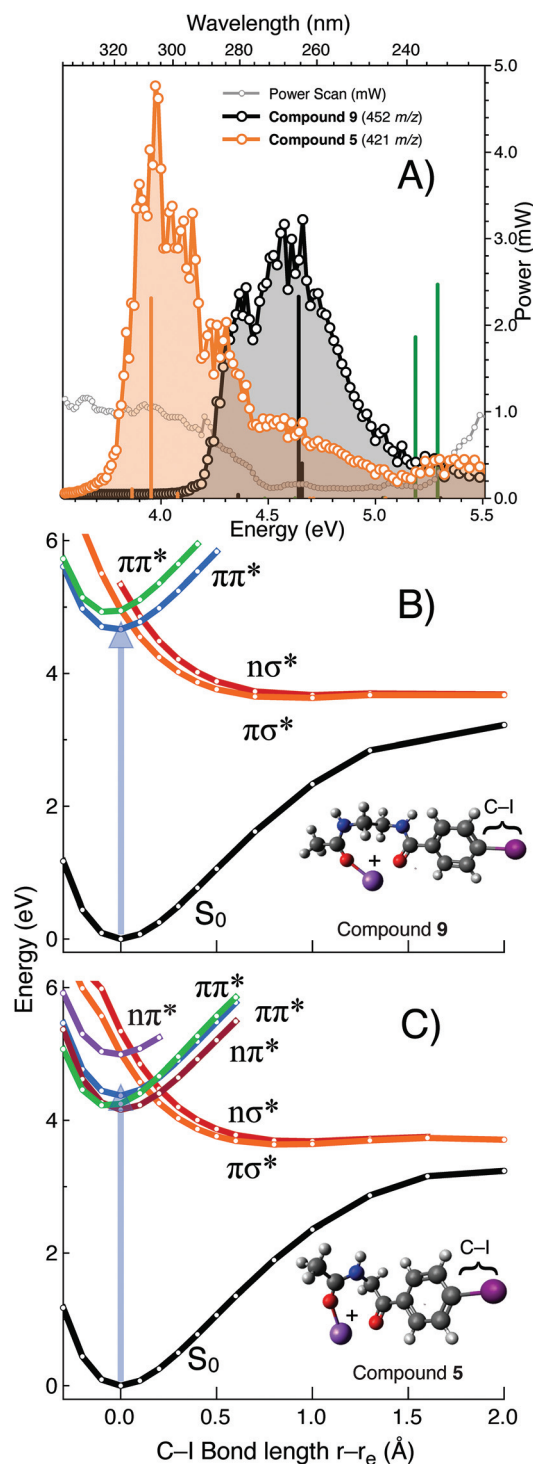 Wavelength (nm)
320 300 280 260 240
5.0
Power Scan (mW)
Compound 9 (452 m/z)
Compound 5 (421 m/z)
A)
4.0
3.0
2.0
1.0
0.0
Power (mW)
4.0 4.5 5.0 5.5
Energy (eV)
6
ππ*
ππ*
B)
4
nσ*
πσ*
2
C–I
+
S0
Compound 9
0
Energy (eV)
6
nπ*
ππ*
ππ*
C)
nπ*
4
nσ*
πσ*
2
C–I
+
S0
Compound 5
0
0.0 0.5 1.0 1.5 2.0
C–I Bond length r–re (Å)